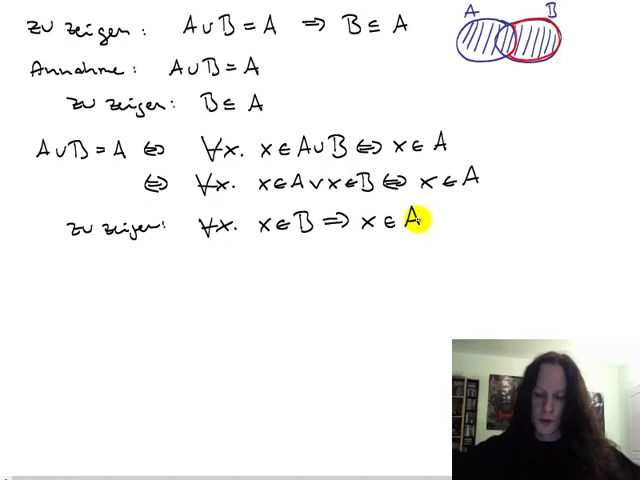 zu zeigen: A ∪ B = A ⟹ B ⊆ A
A B
Annahme: A ∪ B = A
zu zeigen: B ⊆ A
A ∪ B = A ⇔ ∀x. x ∈ A ∪ B ⇔ x ∈ A
⇔ ∀x. x ∈ A ∨ x ∈ B ⇔ x ∈ A
zu zeigen: ∀x. x ∈ B ⟹ x ∈ A